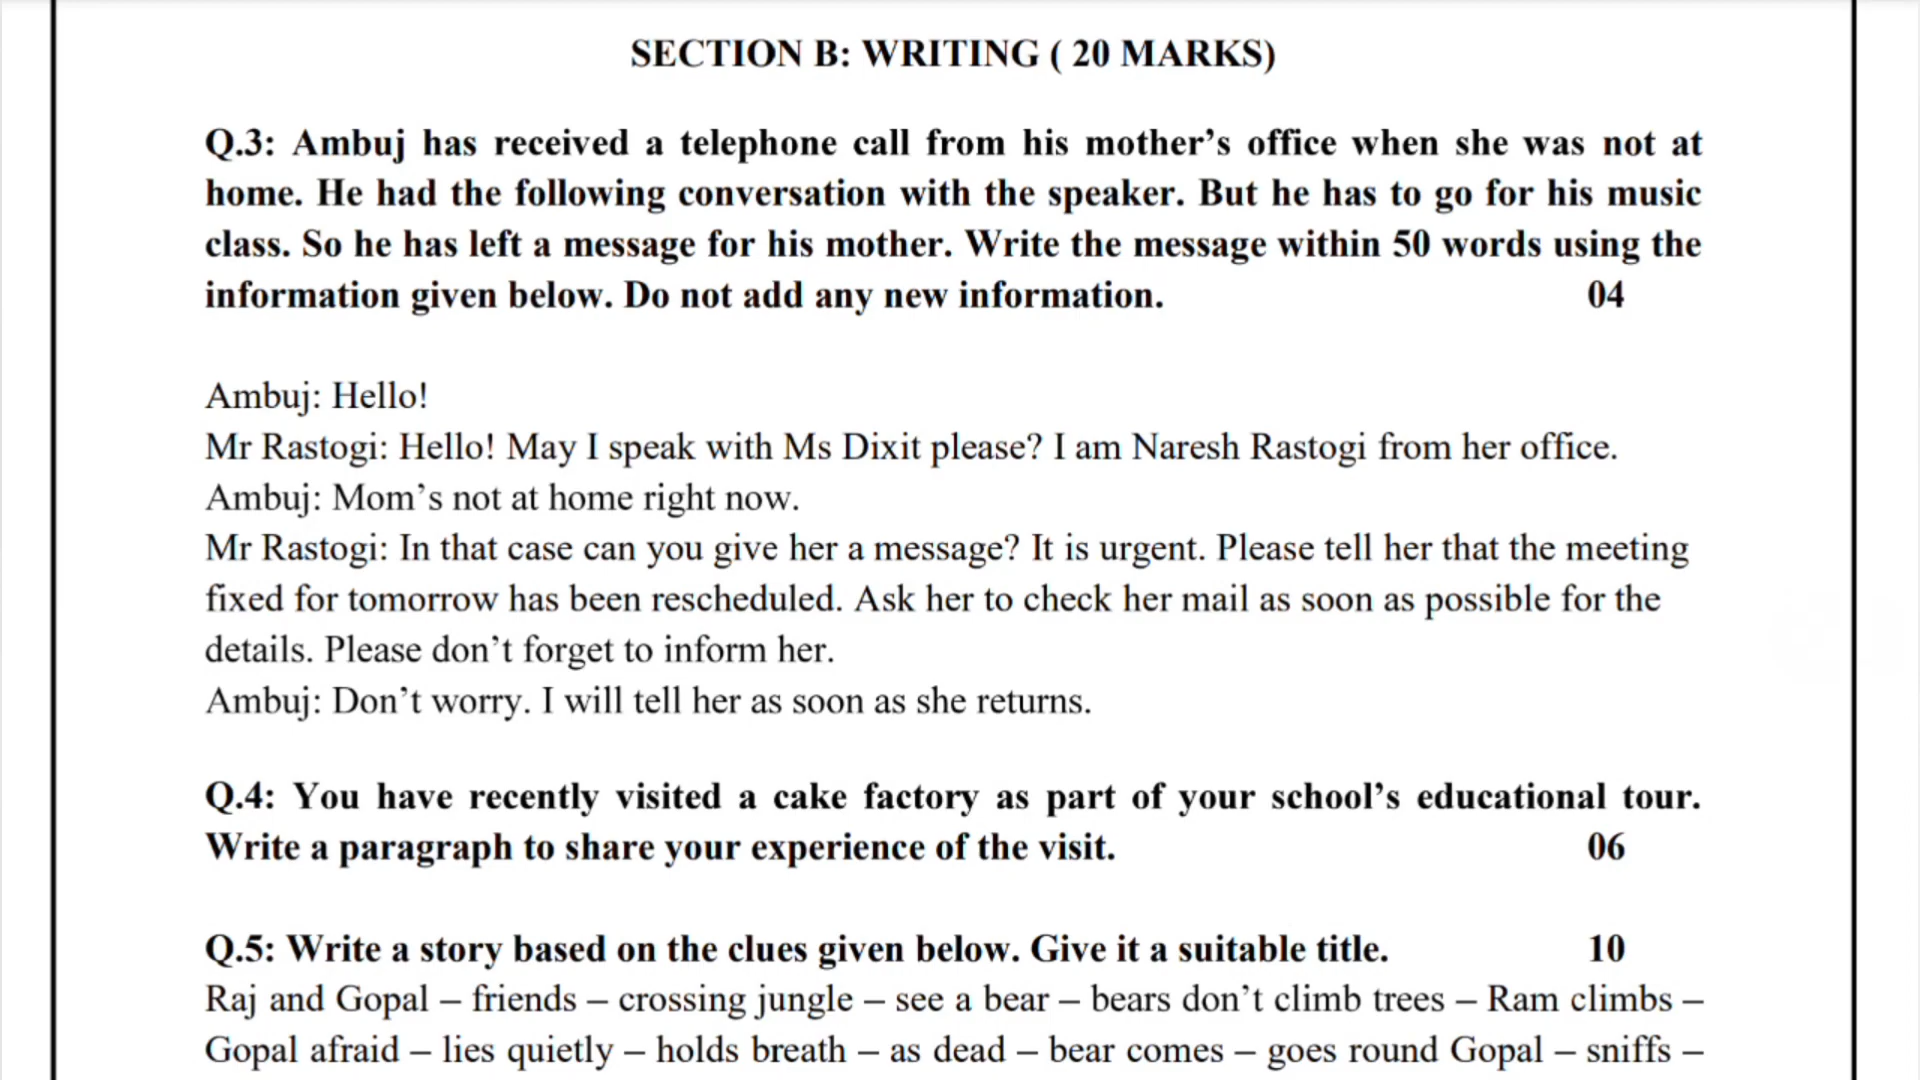 SECTION B: WRITING ( 20 MARKS)
Q.3: Ambuj has received a telephone call from his mother’s office when she was not at
home. He had the following conversation with the speaker. But he has to go for his music
class. So he has left a message for his mother. Write the message within 50 words using the
information given below. Do not add any new information. 04
Ambuj: Hello!
Mr Rastogi: Hello! May I speak with Ms Dixit please? I am Naresh Rastogi from her office.
Ambuj: Mom’s not at home right now.
Mr Rastogi: In that case can you give her a message? It is urgent. Please tell her that the meeting
fixed for tomorrow has been rescheduled. Ask her to check her mail as soon as possible for the
details. Please don’t forget to inform her.
Ambuj: Don’t worry. I will tell her as soon as she returns.
Q.4: You have recently visited a cake factory as part of your school’s educational tour.
Write a paragraph to share your experience of the visit. 06
Q.5: Write a story based on the clues given below. Give it a suitable title. 10
Raj and Gopal – friends – crossing jungle – see a bear – bears don’t climb trees – Ram climbs –
Gopal afraid – lies quietly – holds breath – as dead – bear comes – goes round Gopal – sniffs –